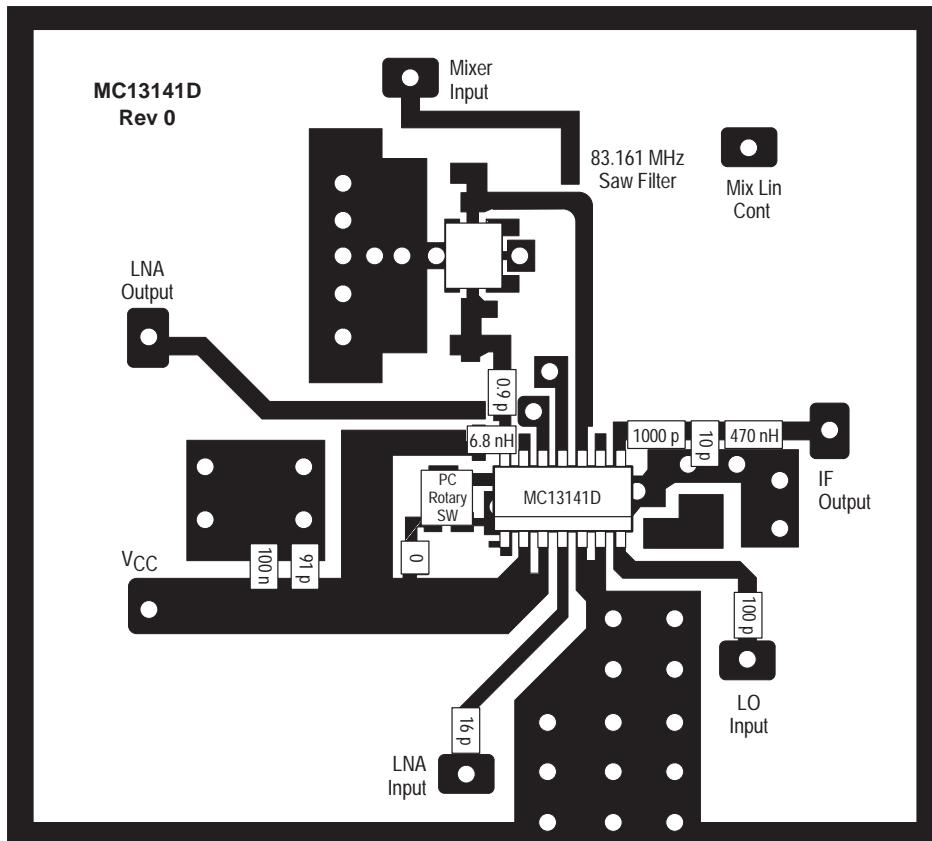 MC13141D
Rev 0
Mixer
Input
83.161 MHz
Saw Filter
Mix Lin
Cont
LNA
Output
0.9 p
6.8 nH
1000 p
10 p
470 nH
IF
Output
PC
Rotary
SW
MC13141D
VCC
100 n
91 p
0
100 p
LO
Input
16 p
LNA
Input